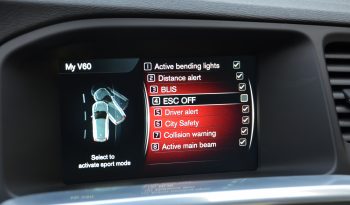 My V60
1 Active bending lights
2 Distance alert
3 BLIS
4 ESC OFF
5 Driver alert
6 City Safety
7 Collision warning
8 Active main beam
Select to
activate sport mode